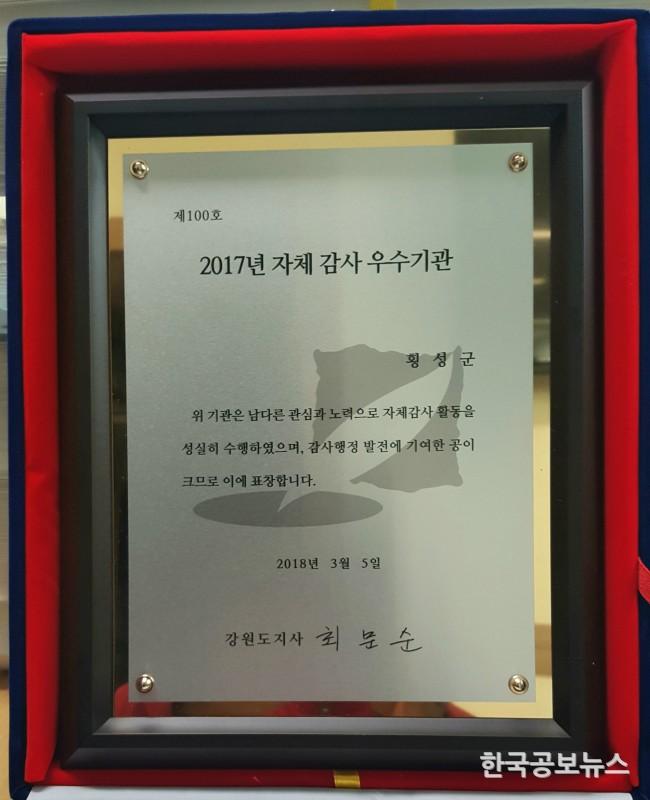 제100호
2017년 자체 감사 우수기관
횡 성 군
위 기관은 남다른 관심과 노력으로 자체감사 활동을
성실히 수행하였으며, 감사행정 발전에 기여한 공이
크므로 이에 표창합니다.
2018년 3월 5일
강원도지사 최문순
한국공보뉴스